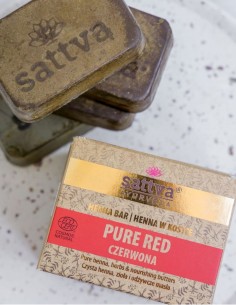 sattva
sattva
AYURVEDA
HENNA BAR | HENNA W KOSTCE
PURE RED
CZERWONA
Pure henna, herbs & nourishing butters
Czysta henna, zioła i odżywcze masła